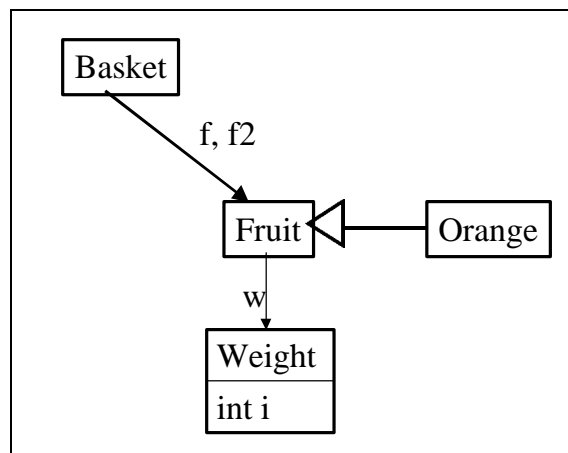 Basket
f, f2
Fruit
Orange
w
Weight
int i